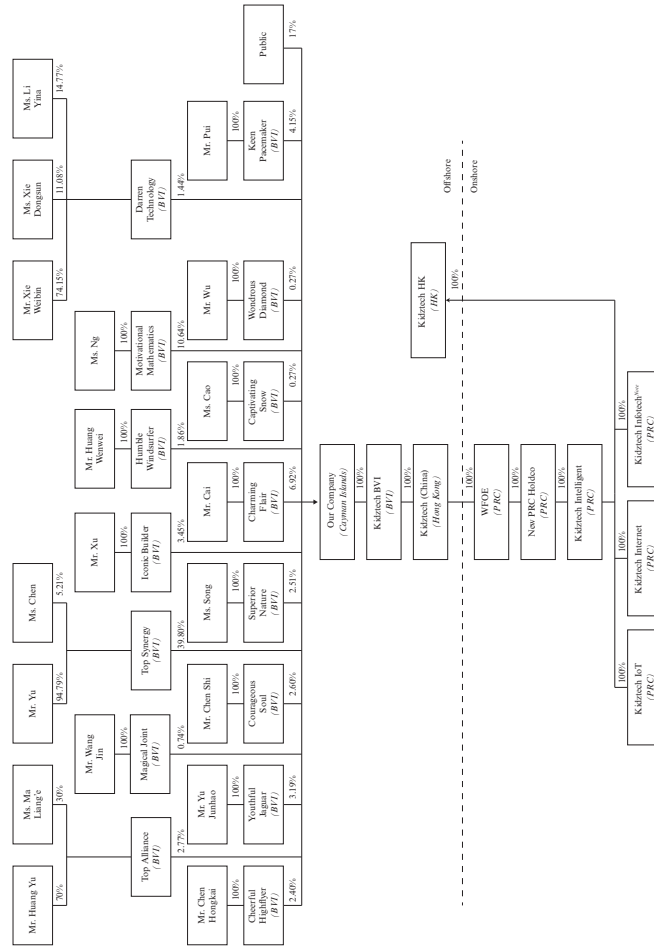 Mr. Huang Yu
Ms. Ma
Liang'e
Mr. Yu
Ms. Chen
Mr. Xie
Weibin
Ms. Xie
Dongsun
Ms. Li
Yina
70%
30%
94.79%
5.21%
74.15%
11.08%
14.77%
Mr. Wang
Jin
Mr. Xu
Mr. Huang
Wenwei
Ms. Ng
100%
100%
100%
100%
Top Alliance
(BVI)
Magical Joint
(BVI)
Top Synergy
(BVI)
Iconic Builder
(BVI)
Humble
Windsurfer
(BVI)
Motivational
Mathematics
(BVI)
Darren
Technology
(BVI)
2.77%
0.74%
39.80%
3.45%
1.86%
10.64%
1.44%
Mr. Chen
Hongkai
Mr. Yu
Junhao
Mr. Chen Shi
Ms. Song
Mr. Cai
Ms. Cao
Mr. Wu
Mr. Pui
100%
100%
100%
100%
100%
100%
100%
100%
Cheerful
Highflyer
(BVI)
Youthful
Jaguar
(BVI)
Courageous
Soul
(BVI)
Superior
Nature
(BVI)
Charming
Flair
(BVI)
Captivating
Snow
(BVI)
Wondrous
Diamond
(BVI)
Keen
Pacemaker
(BVI)
Public
2.40%
3.19%
2.60%
2.51%
6.92%
0.27%
0.27%
4.15%
17%
Our Company
(Cayman Islands)
100%
Kidztech BVI
(BVI)
100%
Kidztech (China)
(Hong Kong)
Kidztech HK
(HK)
Offshore
100%
100%
Onshore
WFOE
(PRC)
100%
New PRC Holdco
(PRC)
100%
Kidztech Intelligent
(PRC)
100%
100%
100%
Kidztech IoT
(PRC)
Kidztech Internet
(PRC)
Kidztech Infotech Note
(PRC)